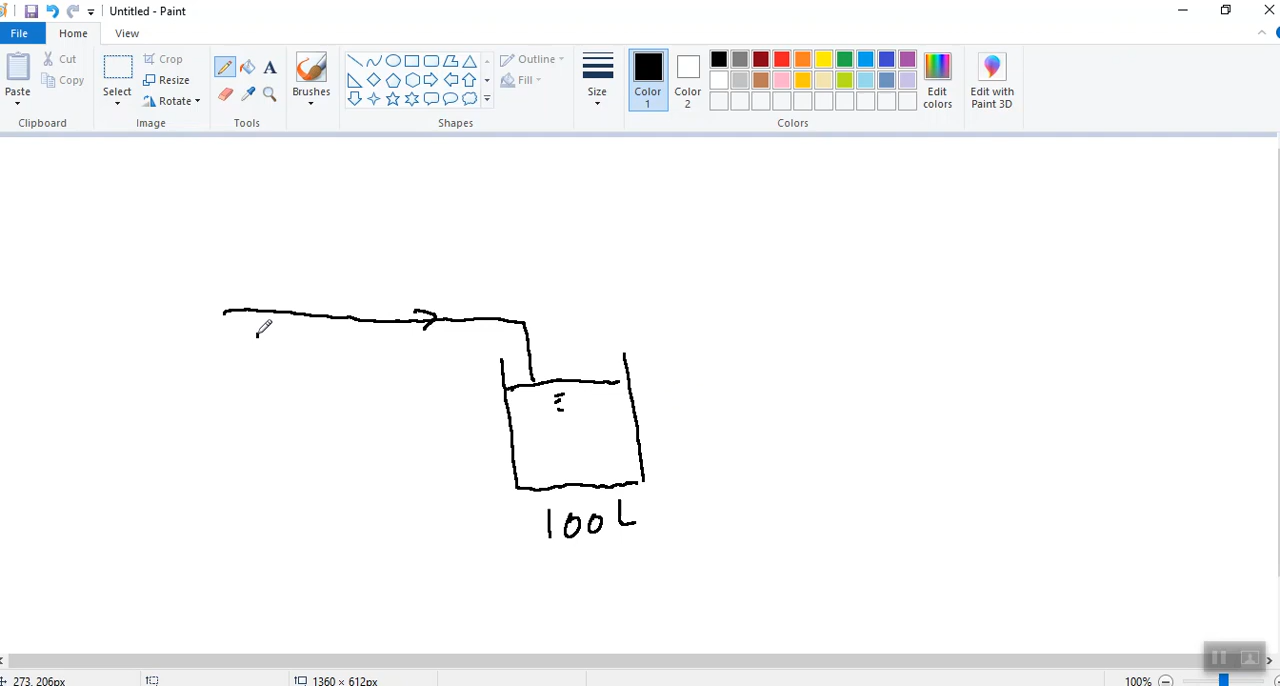 Untitled - Paint
File Home View
Paste
Cut
Copy
Clipboard
Select
Crop
Resize
Rotate
Image
A
Tools
Brushes
Shapes
Outline
Fill
Size
Color 1
Color 2
Edit colors
Colors
Edit with Paint 3D
100 L
273, 206px
1360 × 612px
100%